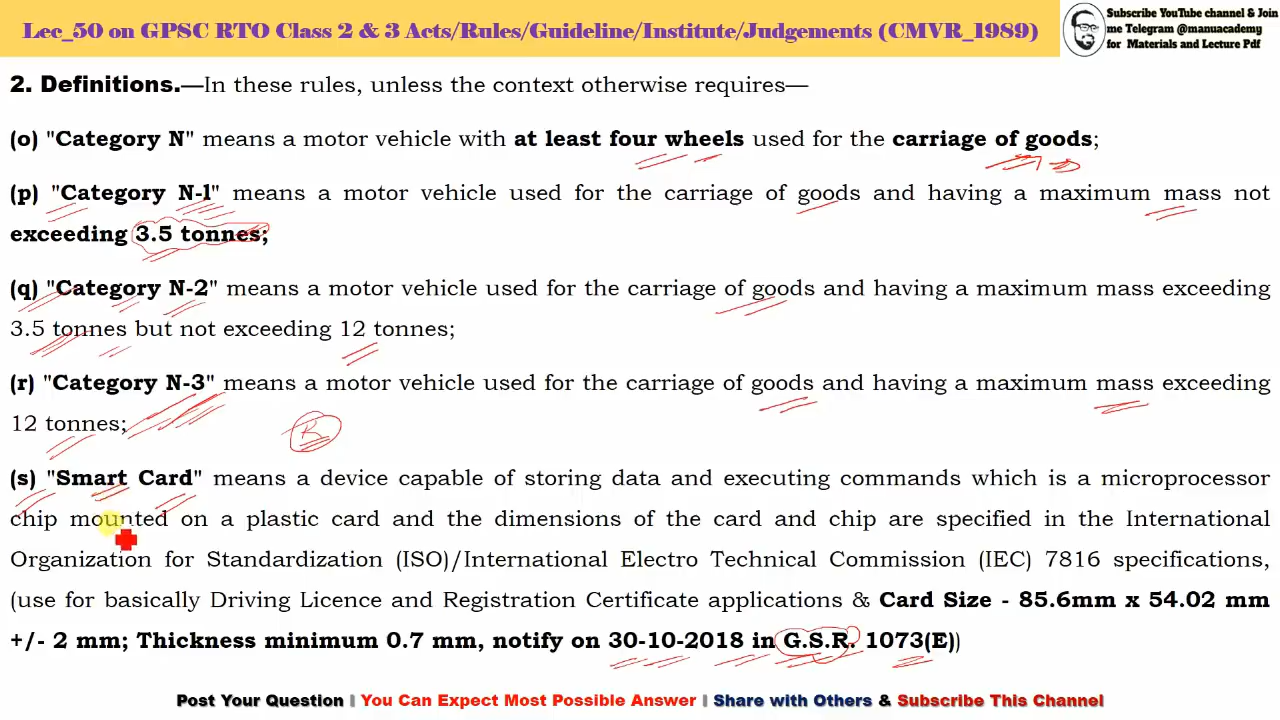 Lec_50 on GPSC RTO Class 2 & 3 Acts/Rules/Guideline/Institute/Judgements (CMVR_1989)
Subscribe YouTube channel & Join
me Telegram @manuacademy
for Materials and Lecture Pdf
2. Definitions.—In these rules, unless the context otherwise requires—
(o) "Category N" means a motor vehicle with at least four wheels used for the carriage of goods;
(p) "Category N-l" means a motor vehicle used for the carriage of goods and having a maximum mass not
exceeding 3.5 tonnes;
(q) "Category N-2" means a motor vehicle used for the carriage of goods and having a maximum mass exceeding
3.5 tonnes but not exceeding 12 tonnes;
(r) "Category N-3" means a motor vehicle used for the carriage of goods and having a maximum mass exceeding
12 tonnes;
R
(s) "Smart Card" means a device capable of storing data and executing commands which is a microprocessor
chip mounted on a plastic card and the dimensions of the card and chip are specified in the International
Organization for Standardization (ISO)/International Electro Technical Commission (IEC) 7816 specifications,
(use for basically Driving Licence and Registration Certificate applications & Card Size - 85.6mm x 54.02 mm
+/- 2 mm; Thickness minimum 0.7 mm, notify on 30-10-2018 in G.S.R. 1073(E))
Post Your Question | You Can Expect Most Possible Answer | Share with Others & Subscribe This Channel